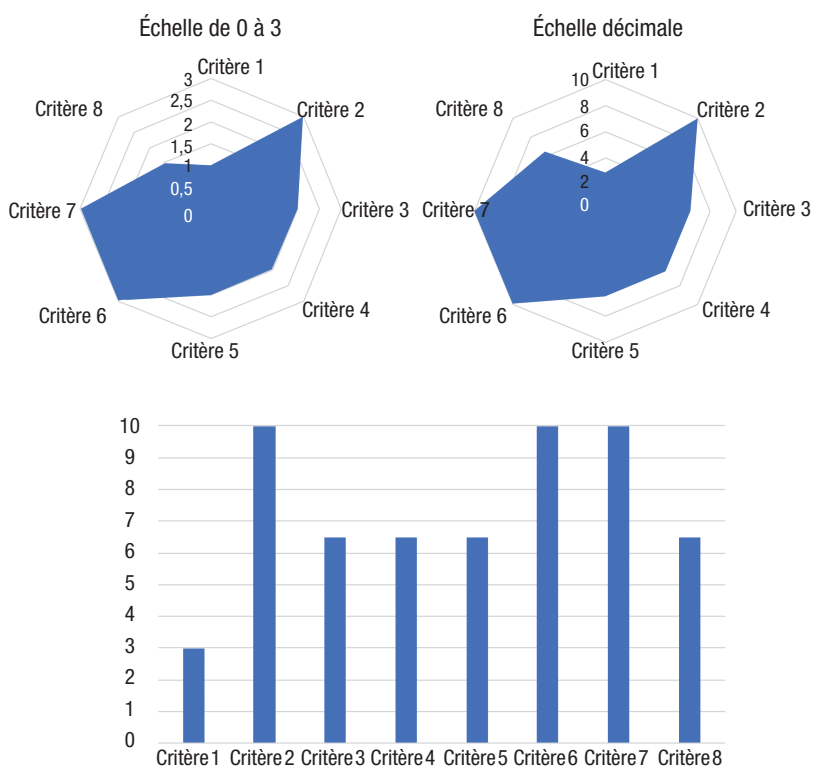 Échelle de 0 à 3
Critère 1
Critère 2
Critère 3
Critère 4
Critère 5
Critère 6
Critère 7
Critère 8
3
2,5
2
1,5
1
0,5
0
Échelle décimale
Critère 1
Critère 2
Critère 3
Critère 4
Critère 5
Critère 6
Critère 7
Critère 8
10
8
6
4
2
0
10
9
8
7
6
5
4
3
2
1
0
Critère 1 Critère 2 Critère 3 Critère 4 Critère 5 Critère 6 Critère 7 Critère 8